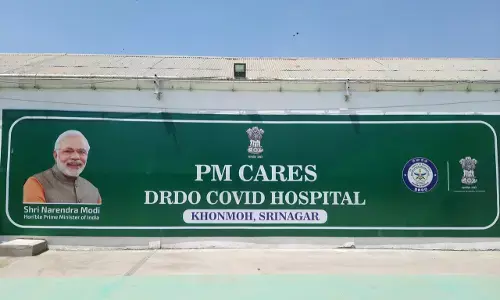 PM CARES
DRDO COVID HOSPITAL
KHONMOH, SRINAGAR
Shri Narendra Modi
Hon'ble Prime Minister of India